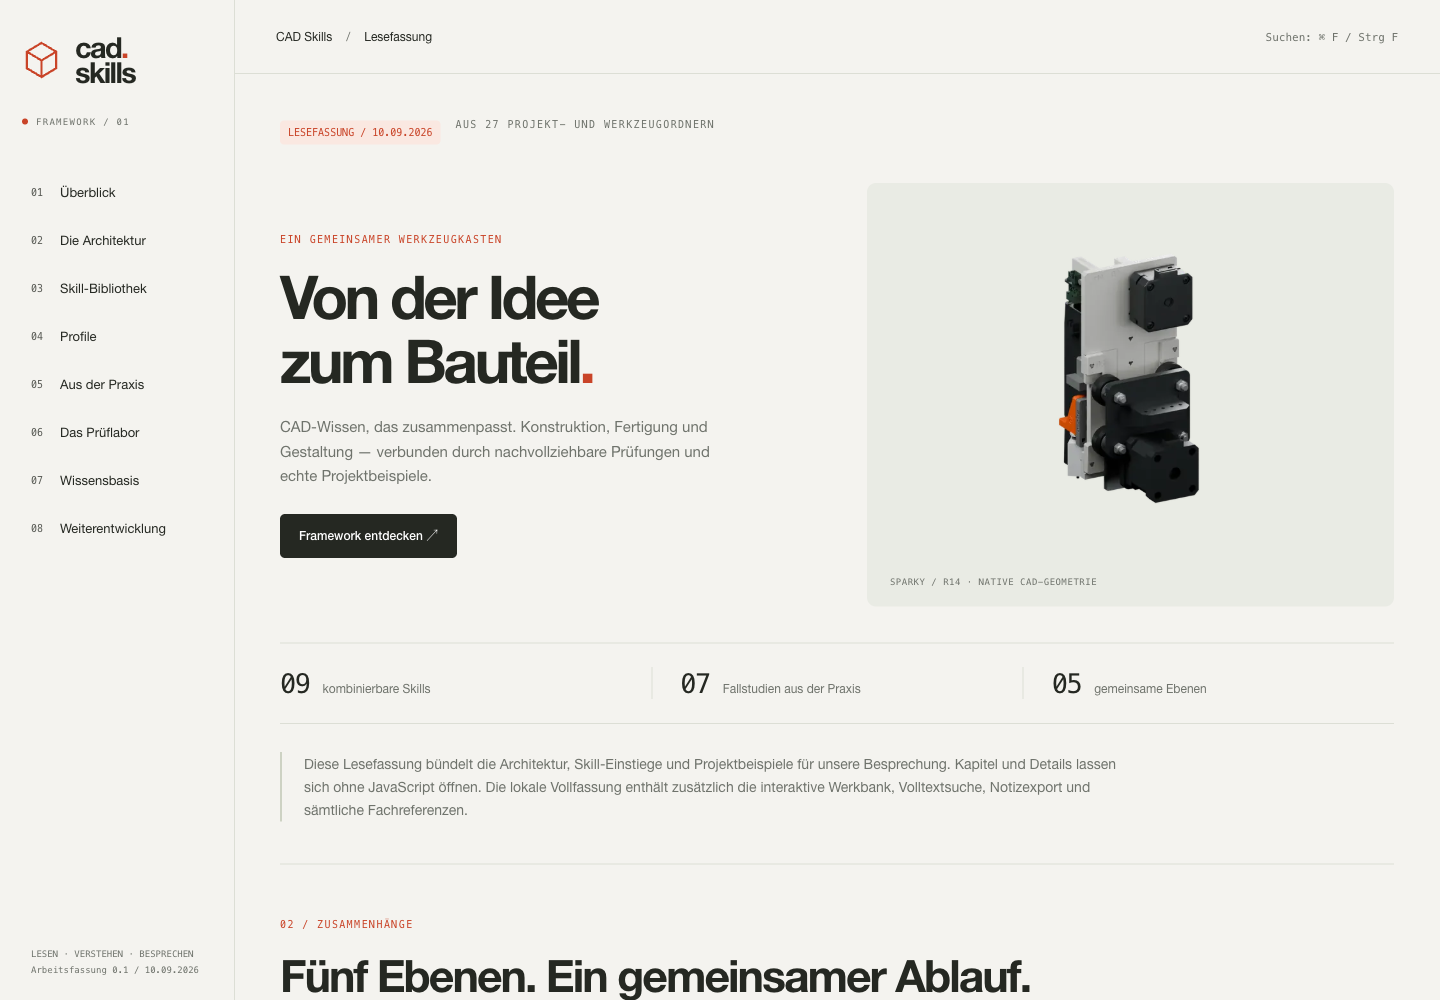 cad.
skills
FRAMEWORK / 01
01 Überblick
02 Die Architektur
03 Skill-Bibliothek
04 Profile
05 Aus der Praxis
06 Das Prüflabor
07 Wissensbasis
08 Weiterentwicklung
LESEN · VERSTEHEN · BESPRECHEN
Arbeitsfassung 0.1 / 10.09.2026
CAD Skills / Lesefassung
Suchen: ⌘ F / Strg F
LESEFASSUNG / 10.09.2026
AUS 27 PROJEKT- UND WERKZEUGORDNERN
EIN GEMEINSAMER WERKZEUGKASTEN
Von der Idee
zum Bauteil.
CAD-Wissen, das zusammenpasst. Konstruktion, Fertigung und
Gestaltung — verbunden durch nachvollziehbare Prüfungen und
echte Projektbeispiele.
Framework entdecken ↗
SPARKY / R14 · NATIVE CAD-GEOMETRIE
09 kombinierbare Skills
07 Fallstudien aus der Praxis
05 gemeinsame Ebenen
Diese Lesefassung bündelt die Architektur, Skill-Einstiege und Projektbeispiele für unsere Besprechung. Kapitel und Details lassen
sich ohne JavaScript öffnen. Die lokale Vollfassung enthält zusätzlich die interaktive Werkbank, Volltextsuche, Notizexport und
sämtliche Fachreferenzen.
02 / ZUSAMMENHÄNGE
Fünf Ebenen. Ein gemeinsamer Ablauf.